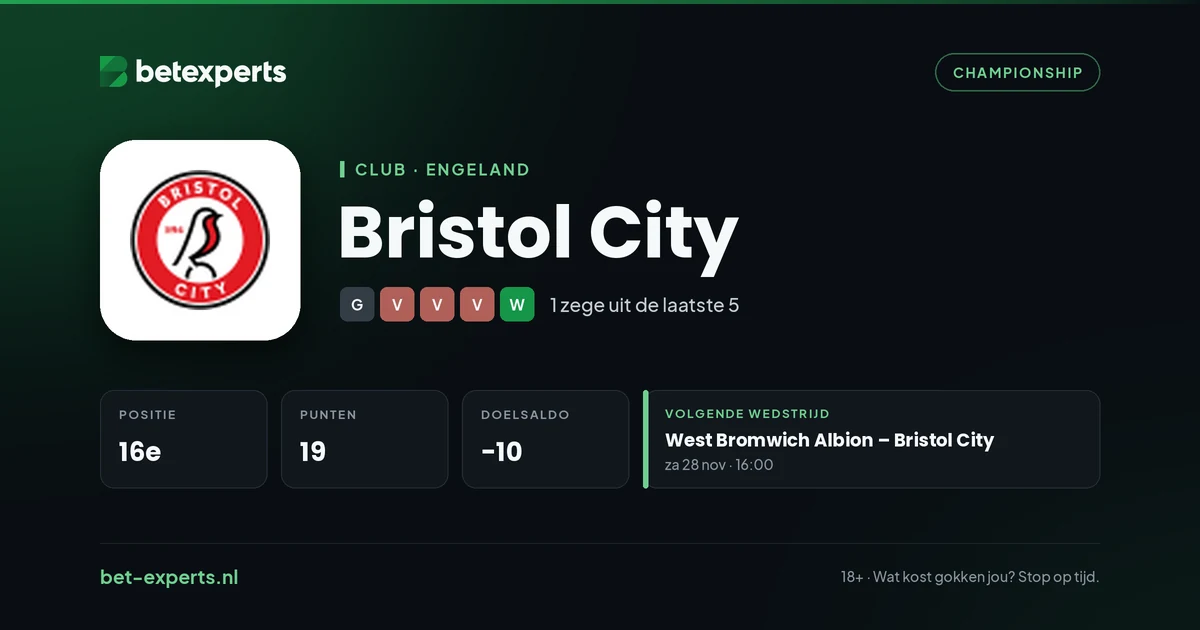 betexperts
CHAMPIONSHIP
BRISTOL
CITY
CLUB · ENGELAND
Bristol City
G V V V W 1 zege uit de laatste 5
POSITIE
16e
PUNTEN
19
DOELSALDO
-10
VOLGENDE WEDSTRIJD
West Bromwich Albion – Bristol City
za 28 nov · 16:00
bet-experts.nl
18+ · Wat kost gokken jou? Stop op tijd.